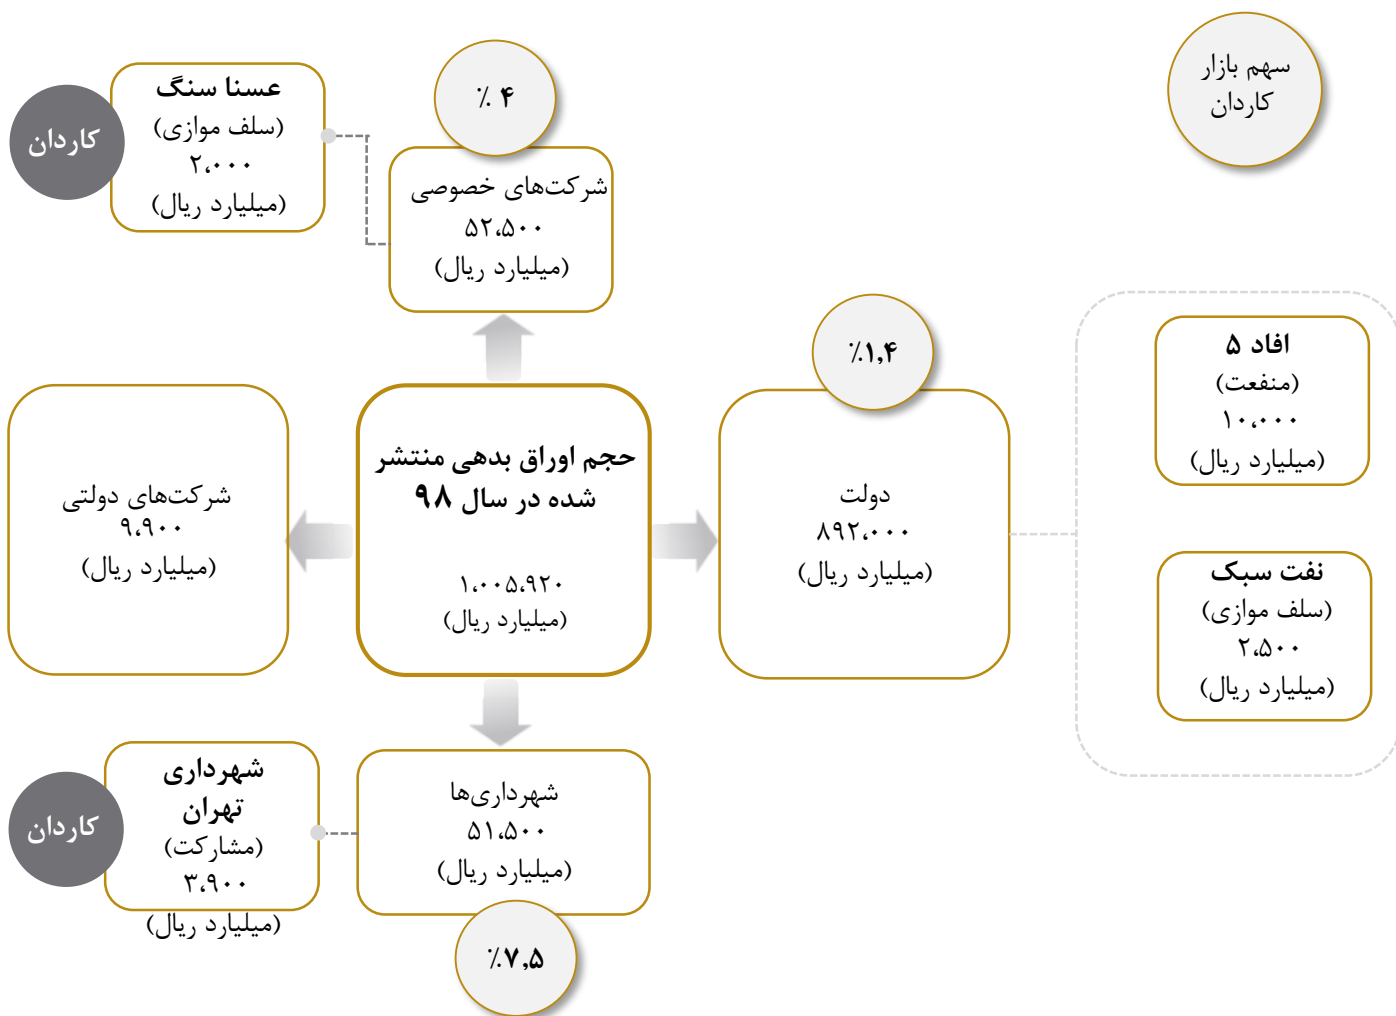 سهم بازار
کاردان
٪ ۴
شرکت‌های خصوصی
۵۲،۵۰۰
(میلیارد ریال)
عسنا سنگ
(سلف موازی)
۲،۰۰۰
(میلیارد ریال)
کاردان
افاد ۵
(منفعت)
۱۰،۰۰۰
(میلیارد ریال)
نفت سبک
(سلف موازی)
۲،۵۰۰
(میلیارد ریال)
٪۱,۴
دولت
۸۹۲،۰۰۰
(میلیارد ریال)
حجم اوراق بدهی منتشر
شده در سال ۹۸
۱،۰۰۵،۹۲۰
(میلیارد ریال)
شرکت‌های دولتی
۹،۹۰۰
(میلیارد ریال)
شهرداری‌ها
۵۱،۵۰۰
(میلیارد ریال)
٪۷,۵
شهرداری
تهران
(مشارکت)
۳،۹۰۰
(میلیارد ریال)
کاردان